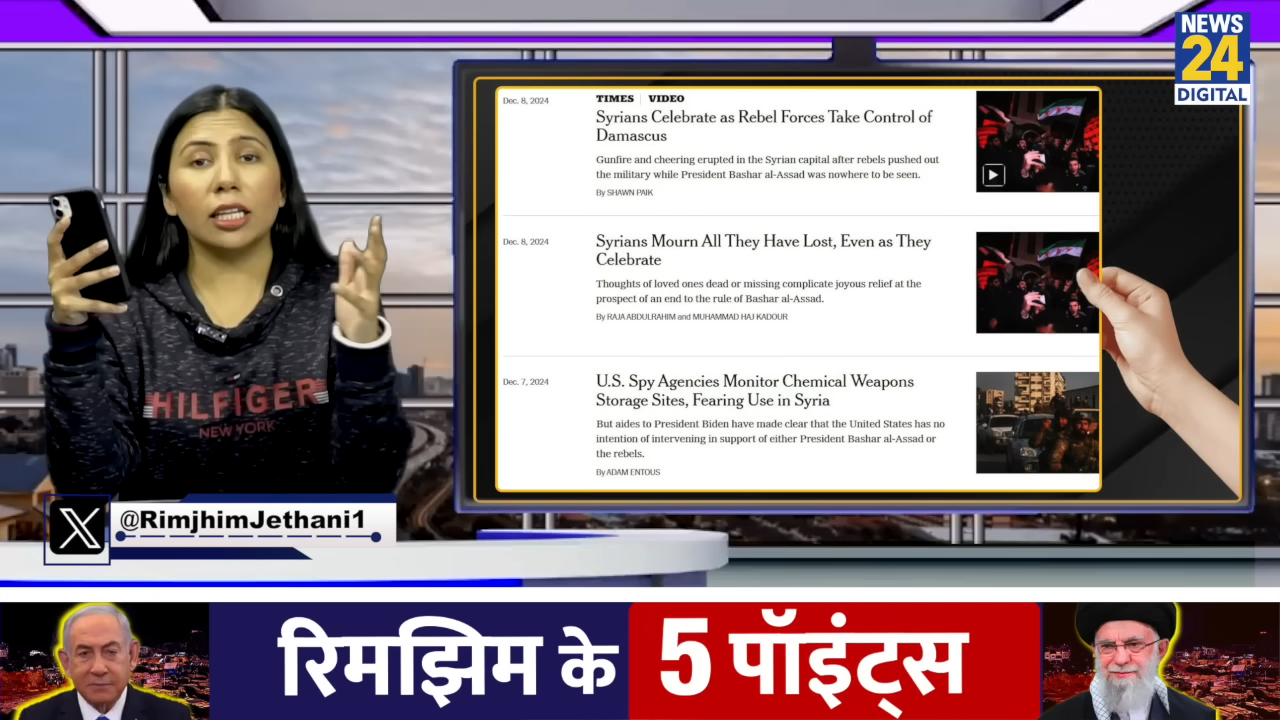 NEWS
24
DIGITAL
Dec. 8, 2024
TIMES | VIDEO
Syrians Celebrate as Rebel Forces Take Control of
Damascus
Gunfire and cheering erupted in the Syrian capital after rebels pushed out
the military while President Bashar al-Assad was nowhere to be seen.
By SHAWN PAIK
Dec. 8, 2024
Syrians Mourn All They Have Lost, Even as They
Celebrate
Thoughts of loved ones dead or missing complicate joyous relief at the
prospect of an end to the rule of Bashar al-Assad.
By RAJA ABDULRAHIM and MUHAMMAD HAJ KADOUR
Dec. 7, 2024
U.S. Spy Agencies Monitor Chemical Weapons
Storage Sites, Fearing Use in Syria
But aides to President Biden have made clear that the United States has no
intention of intervening in support of either President Bashar al-Assad or
the rebels.
By ADAM ENTOUS
HILFIGER
NEW YORK
@RimjhimJethani1
रिमझिम के 5 पॉइंट्स